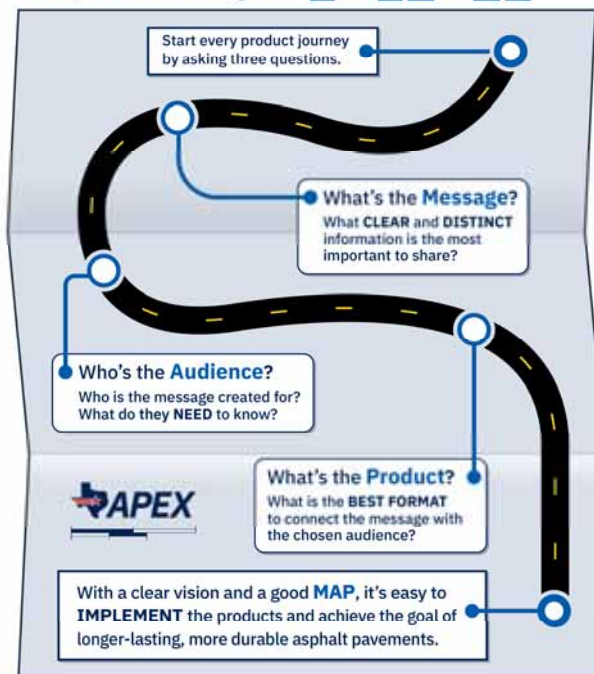 Start every product journey
by asking three questions.
What's the Message?
What CLEAR and DISTINCT
information is the most
important to share?
Who's the Audience?
Who is the message created for?
What do they NEED to know?
What's the Product?
What is the BEST FORMAT
to connect the message with
the chosen audience?
APEX
With a clear vision and a good MAP, it's easy to
IMPLEMENT the products and achieve the goal of
longer-lasting, more durable asphalt pavements.